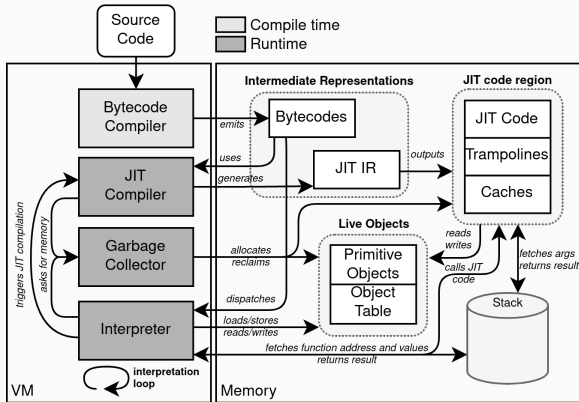 Source
Code
Compile time
Runtime
Intermediate Representations
JIT code region
Bytecode
Compiler
emits
Bytecodes
JIT Code
Trampolines
Caches
uses
generates
JIT IR
outputs
JIT
Compiler
triggers JIT compilation
asks for memory
Garbage
Collector
allocates
reclaims
Live Objects
Primitive
Objects
Object
Table
reads
writes
calls JIT
code
fetches args
returns result
dispatches
Interpreter
loads/stores
reads/writes
Stack
fetches function address and values
returns result
interpretation
loop
VM
Memory